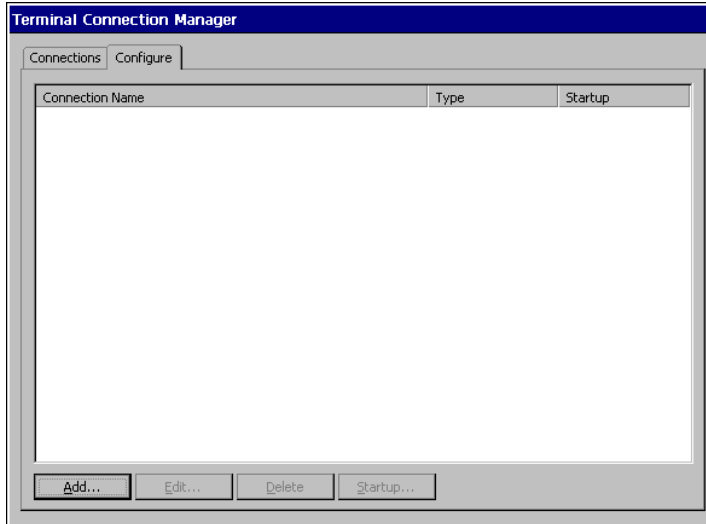 Terminal Connection Manager
Connections Configure
Connection Name Type Startup
Add... Edit... Delete Startup...